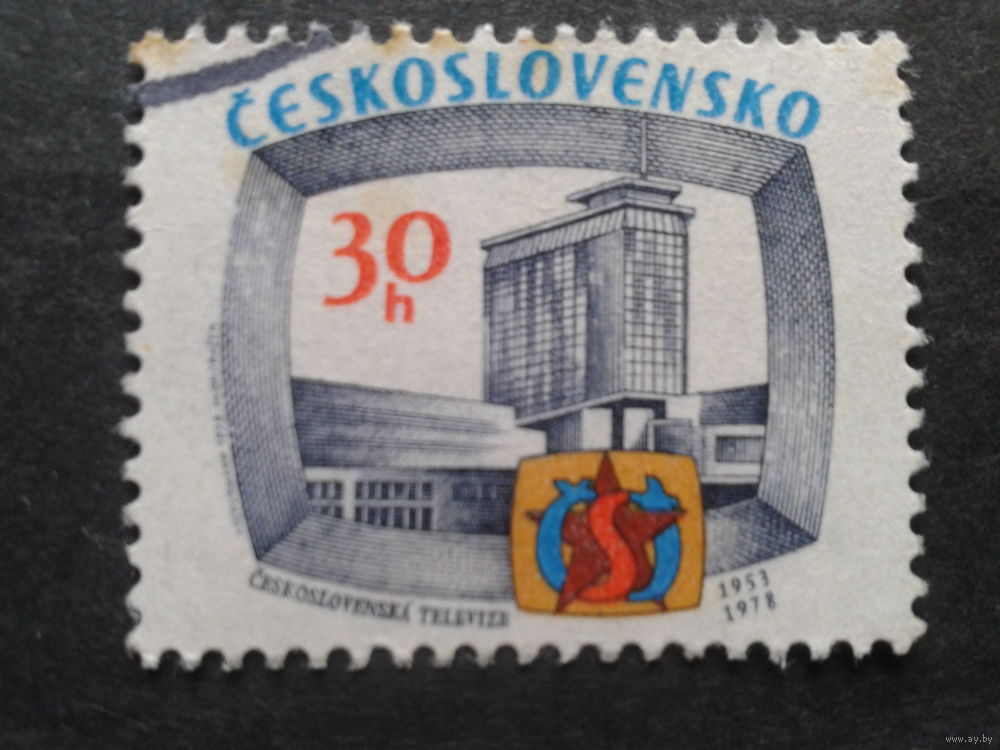 ČESKOSLOVENSKO
30
h
ČESKOSLOVENSKÁ TELEVIZE
1953
1978
www.ay.by